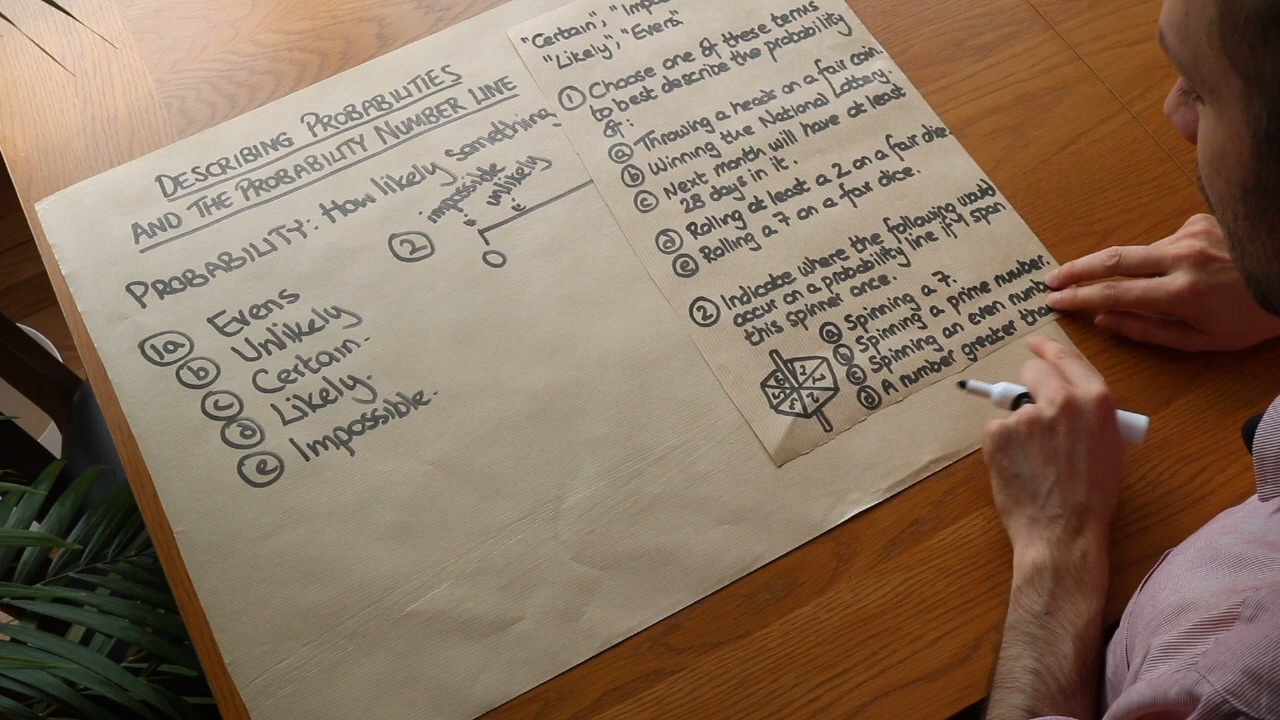 DESCRIBING PROBABILITIES
AND THE PROBABILITY NUMBER LINE
PROBABILITY: How likely something
1a Evens
b Unlikely
c Certain.
d Likely.
e Impossible.
2 impossible unlikely
0
"Certain", 
"Likely", "Evens"
1 Choose one of these terms
to best describe the probability
of:
a Throwing a heads on a fair coin.
b Winning the National Lottery.
c Next month will have at least
28 days in it.
d Rolling at least a 2 on a fair dice.
e Rolling a 7 on a fair dice.
2 Indicate where the following would
occur on a probability line if I span
this spinner once.
a Spinning a 7.
b Spinning a prime number.
c Spinning an even
d A number greater